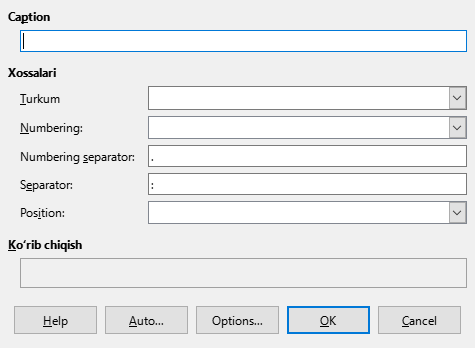 Caption
Xossalari
Turkum
Numbering:
Numbering separator: .
Separator: :
Position:
Koʻrib chiqish
Help Auto... Options... OK Cancel